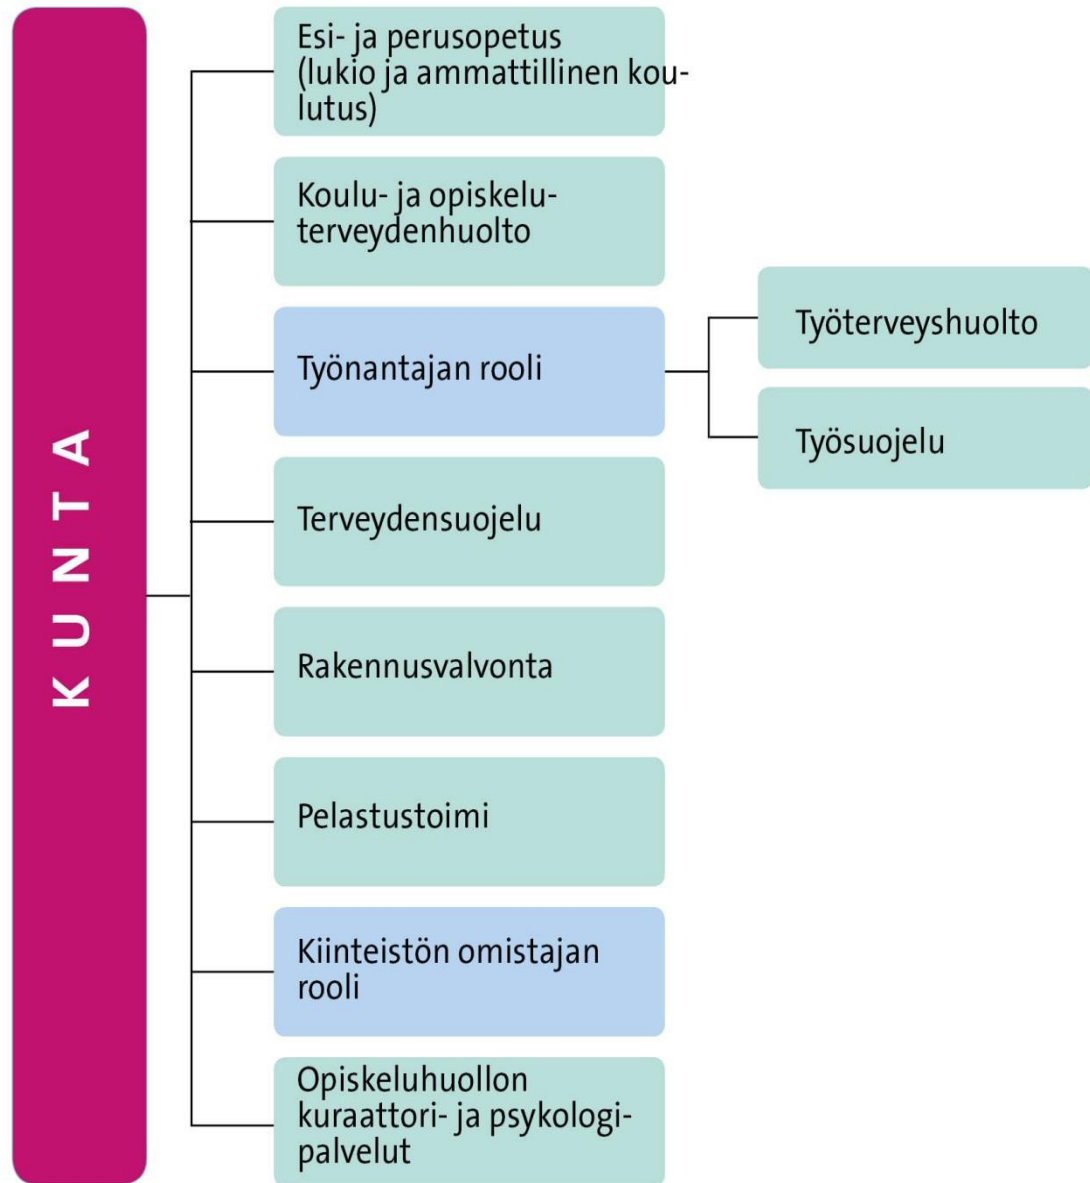 KUNTA
Esi- ja perusopetus
(lukio ja ammattillinen kou-
lutus)
Koulu- ja opiskelu-
terveydenhuolto
Työnantajan rooli
Työterveyshuolto
Työsuojelu
Terveydensuojelu
Rakennusvalvonta
Pelastustoimi
Kiinteistön omistajan
rooli
Opiskeluhuollon
kuraattori- ja psykologi-
palvelut